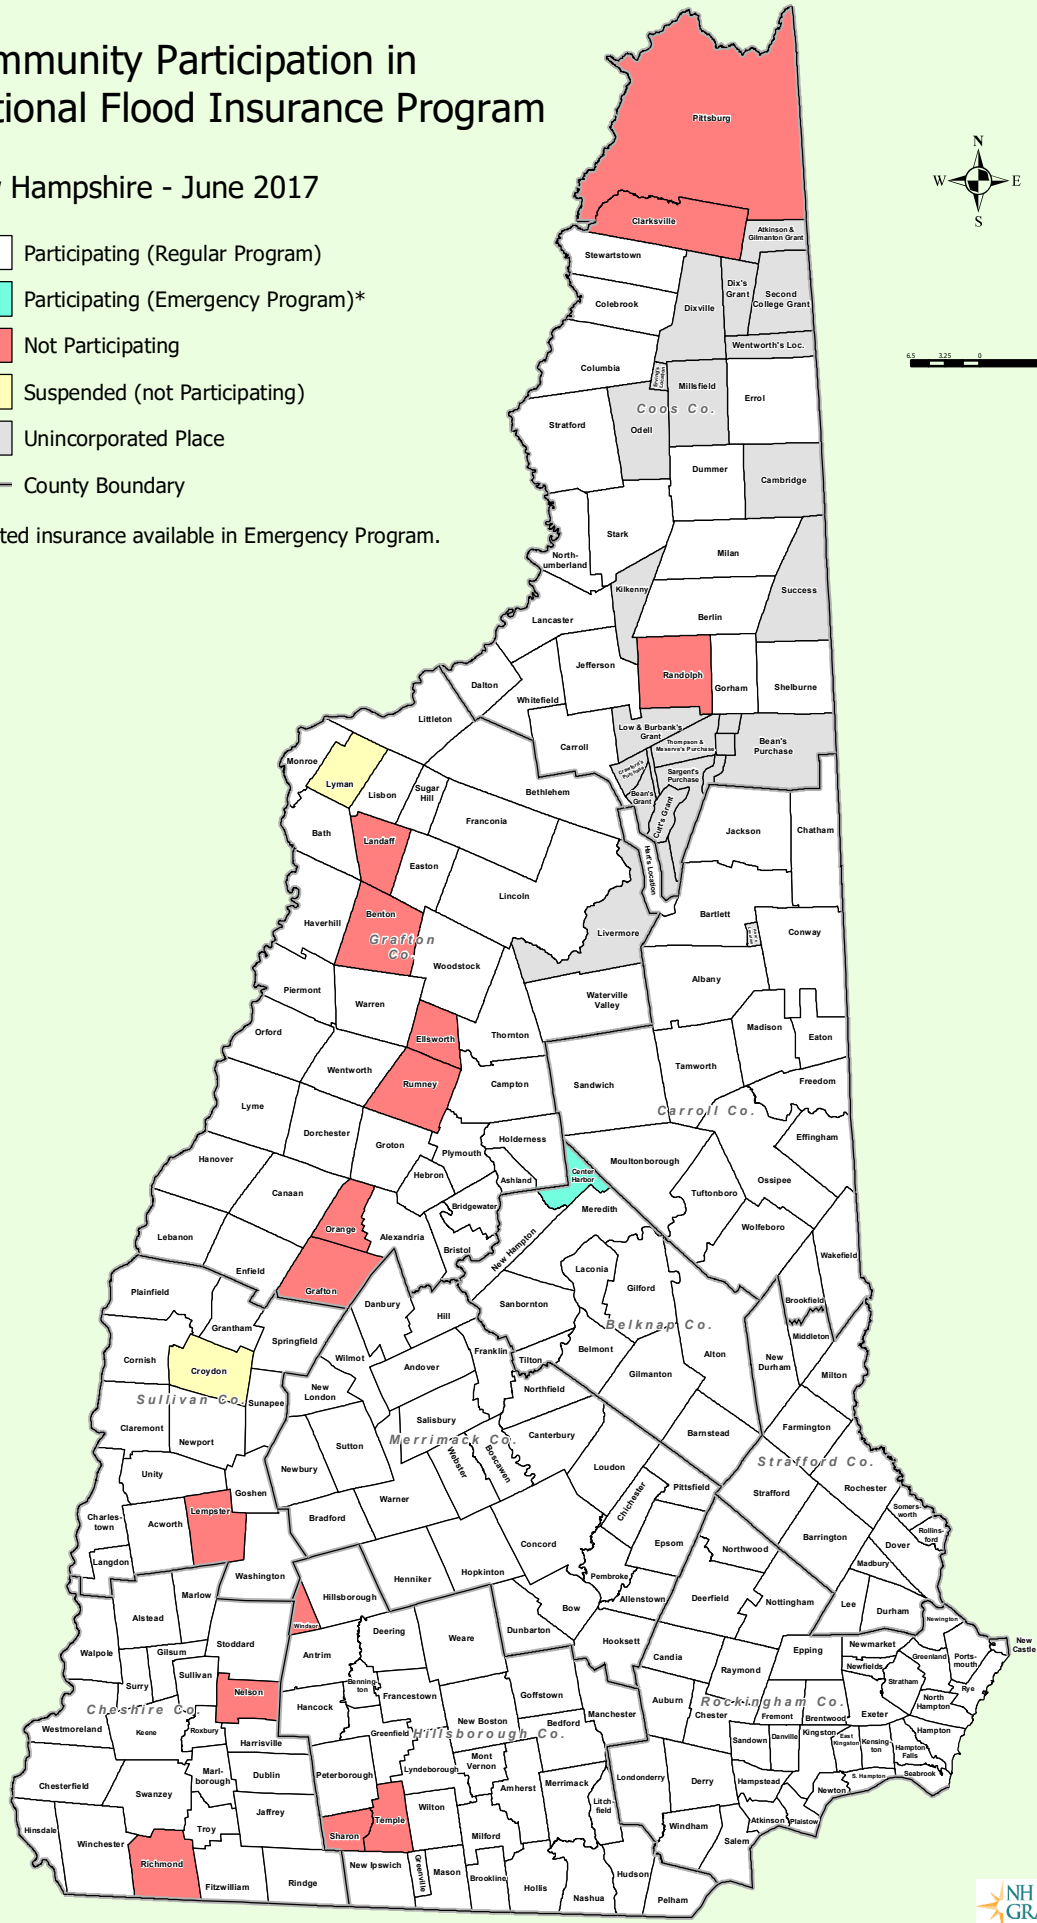 mmunity Participation in
tional Flood Insurance Program
Hampshire - June 2017
Participating (Regular Program)
Participating (Emergency Program)*
Not Participating
Suspended (not Participating)
Unincorporated Place
County Boundary
ted insurance available in Emergency Program.
N
W E
S
6.5 3.25 0
Pittsburg
Clarksville
Atkinson &
Gilmanton Grant
Stewartstown
Dix's
Grant
Second
College Grant
Colebrook
Dixville
Wentworth's Loc.
Columbia
Erving's
Location
Millsfield
Errol
Coos Co.
Stratford
Odell
Dummer
Cambridge
Stark
Milan
North-
umberland
Kilkenny
Success
Berlin
Lancaster
Jefferson
Randolph
Gorham
Shelburne
Dalton
Whitefield
Littleton
Carroll
Low & Burbank's
Grant
Thompson &
Meserve's Purchase
Bean's
Purchase
Monroe
Crawford's
Purchase
Sargent's
Purchase
Lyman
Lisbon
Sugar
Hill
Bethlehem
Bean's
Grant
Cutt's Grant
Franconia
Bath
Landaff
Jackson
Chatham
Easton
Hart's Location
Lincoln
Benton
Bartlett
Haverhill
Livermore
Conway
Grafton
Co.
Woodstock
Albany
Piermont
Warren
Waterville
Valley
Orford
Ellsworth
Thornton
Madison
Eaton
Wentworth
Rumney
Campton
Sandwich
Tamworth
Freedom
Lyme
Carroll Co.
Dorchester
Groton
Holderness
Effingham
Plymouth
Hanover
Moultonborough
Hebron
Ashland
Center
Harbor
Ossipee
Canaan
Tuftonboro
Bridgewater
Meredith
Orange
Wolfeboro
Lebanon
Alexandria
Bristol
New Hampton
Wakefield
Enfield
Laconia
Plainfield
Grafton
Gilford
Brookfield
Danbury
Sanbornton
Hill
Grantham
Belknap Co.
Middleton
Springfield
Franklin
Belmont
Alton
Cornish
Wilmot
Tilton
New
Durham
Croydon
Andover
Gilmanton
Milton
New
London
Northfield
Sullivan Co.
Sunapee
Salisbury
Farmington
Claremont
Canterbury
Barnstead
Newport
Sutton
Merrimack Co.
Webster
Boscawen
Strafford Co.
Newbury
Loudon
Unity
Goshen
Warner
Chichester
Pittsfield
Strafford
Rochester
Lempster
Bradford
Somers-
worth
Charles-
town
Acworth
Rollins-
ford
Concord
Epsom
Northwood
Barrington
Dover
Langdon
Madbury
Washington
Henniker
Hopkinton
Pembroke
Marlow
Hillsborough
Allenstown
Deerfield
Nottingham
Lee
Durham
Alstead
Bow
Windsor
Newington
Deering
Dunbarton
Stoddard
Weare
Hooksett
New
Castle
Walpole
Gilsum
Antrim
Epping
Newmarket
Candia
Greenland
Ports-
mouth
Sullivan
Raymond
Newfields
Surry
Benning-
ton
Stratham
Rye
Nelson
Francestown
Goffstown
Auburn
Rockingham Co.
North
Hampton
Cheshire Co.
Hancock
Chester
Fremont
Brentwood
Exeter
Manchester
Westmoreland
Keene
Roxbury
Greenfield
New Boston
Hillsborough Co.
Bedford
Sandown
Danville
Kingston
East
Kingston
Kensing-
ton
Hampton
Harrisville
Hampton
Falls
Mont
Vernon
Marl-
borough
Dublin
Peterborough
Lyndeborough
Londonderry
Derry
Hampstead
S. Hampton
Seabrook
Chesterfield
Amherst
Merrimack
Newton
Swanzey
Litch-
field
Jaffrey
Wilton
Temple
Atkinson
Plaistow
Hinsdale
Troy
Sharon
Milford
Windham
Salem
Winchester
Richmond
New Ipswich
Greenville
Mason
Brookline
Hudson
Fitzwilliam
Rindge
Hollis
Nashua
Pelham
NH
GRA